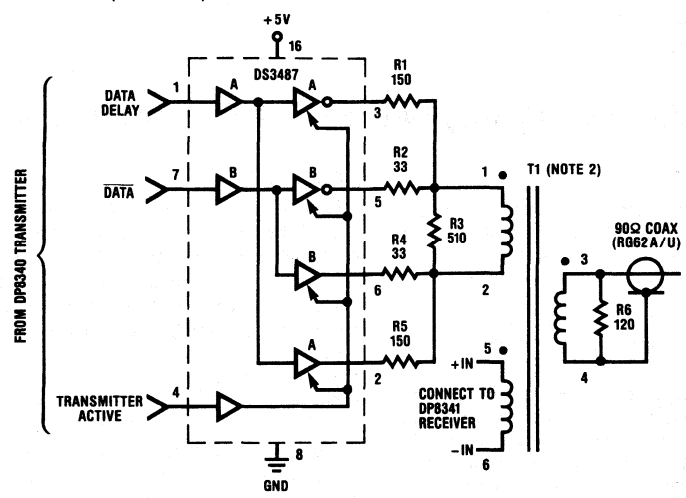 +5V
16
DS3487
FROM DP8340 TRANSMITTER
DATA
DELAY
1
A
A
3
R1
150
DATA
7
B
B
5
R2
33
R3
510
B
6
R4
33
A
2
R5
150
TRANSMITTER
ACTIVE
4
8
GND
1
2
T1 (NOTE 2)
+IN
5
CONNECT TO
DP8341
RECEIVER
-IN
6
3
4
R6
120
90Ω COAX
(RG62 A/U)